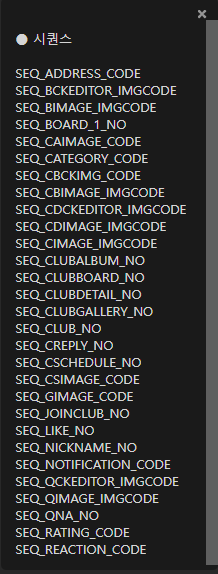 ● 시퀀스
SEQ_ADDRESS_CODE
SEQ_BCKEDITOR_IMGCODE
SEQ_BIMAGE_IMGCODE
SEQ_BOARD_1_NO
SEQ_CAIMAGE_CODE
SEQ_CATEGORY_CODE
SEQ_CBCKIMG_CODE
SEQ_CBIMAGE_IMGCODE
SEQ_CDCKEDITOR_IMGCODE
SEQ_CDIMAGE_IMGCODE
SEQ_CIMAGE_IMGCODE
SEQ_CLUBALBUM_NO
SEQ_CLUBBOARD_NO
SEQ_CLUBDETAIL_NO
SEQ_CLUBGALLERY_NO
SEQ_CLUB_NO
SEQ_CREPLY_NO
SEQ_CSCHEDULE_NO
SEQ_CSIMAGE_CODE
SEQ_GIMAGE_CODE
SEQ_JOINCLUB_NO
SEQ_LIKE_NO
SEQ_NICKNAME_NO
SEQ_NOTIFICATION_CODE
SEQ_QCKEDITOR_IMGCODE
SEQ_QIMAGE_IMGCODE
SEQ_QNA_NO
SEQ_RATING_CODE
SEQ_REACTION_CODE